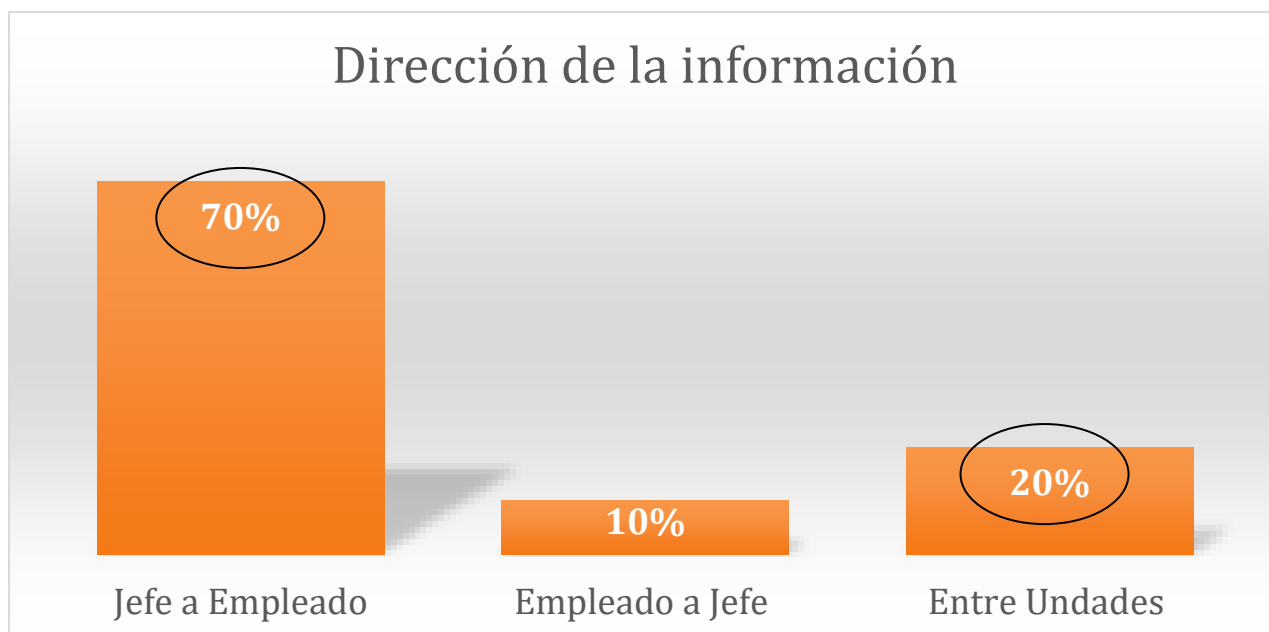 Dirección de la información
70%
10%
20%
Jefe a Empleado
Empleado a Jefe
Entre Undades